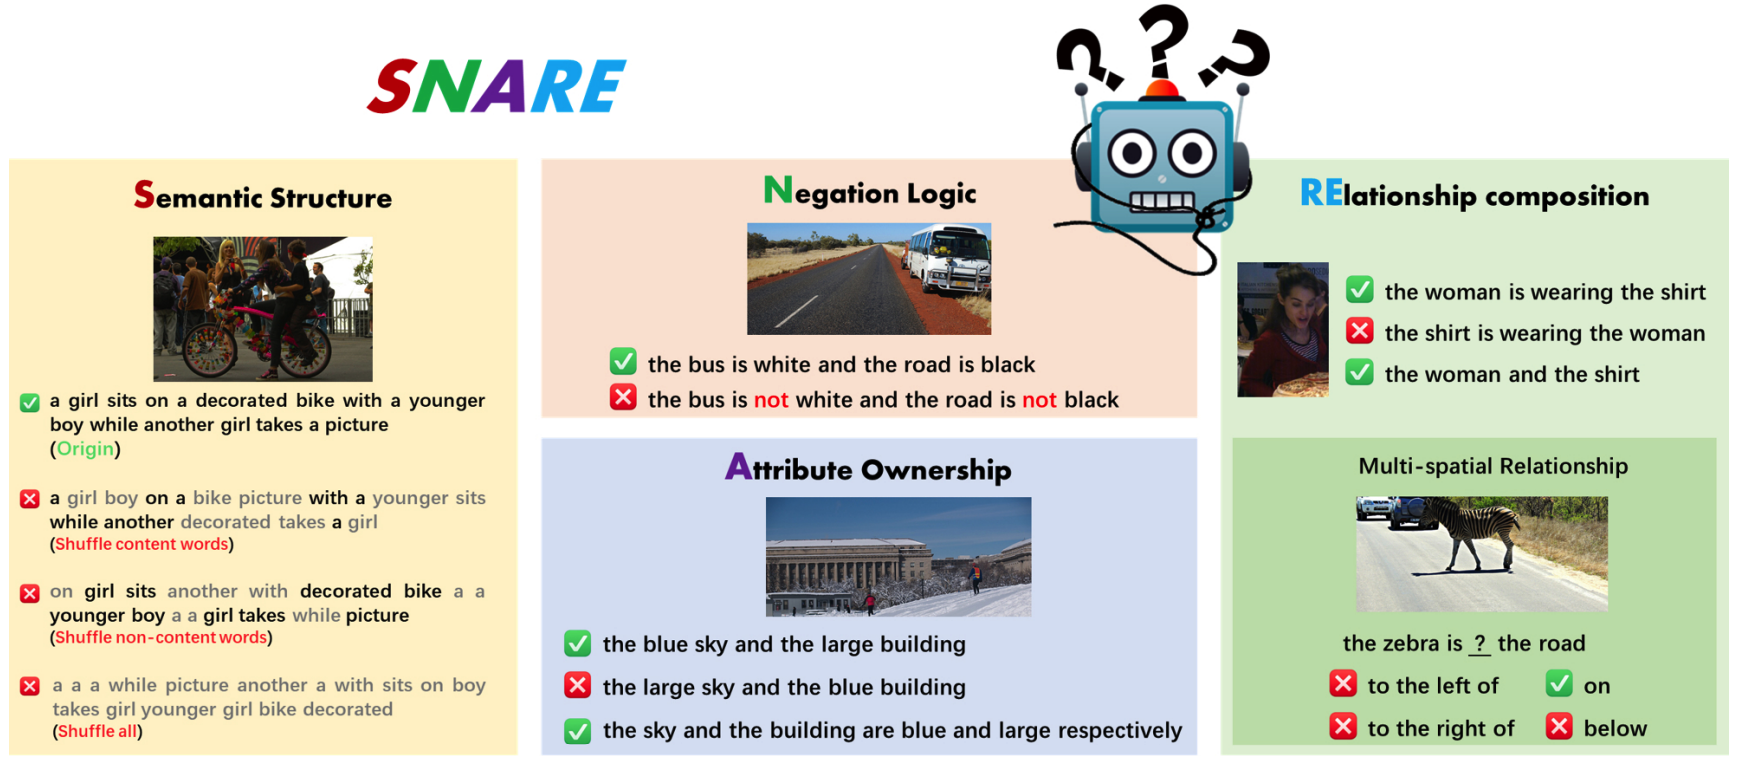 SNARE
???
Semantic Structure
a girl sits on a decorated bike with a younger
boy while another girl takes a picture
(Origin)
a girl boy on a bike picture with a younger sits
while another decorated takes a girl
(Shuffle content words)
on girl sits another with decorated bike a a
younger boy a a girl takes while picture
(Shuffle non-content words)
a a a while picture another a with sits on boy
takes girl younger girl bike decorated
(Shuffle all)
Negation Logic
the bus is white and the road is black
the bus is not white and the road is not black
Attribute Ownership
the blue sky and the large building
the large sky and the blue building
the sky and the building are blue and large respectively
RElationship composition
the woman is wearing the shirt
the shirt is wearing the woman
the woman and the shirt
Multi-spatial Relationship
the zebra is ? the road
to the left of
on
to the right of
below